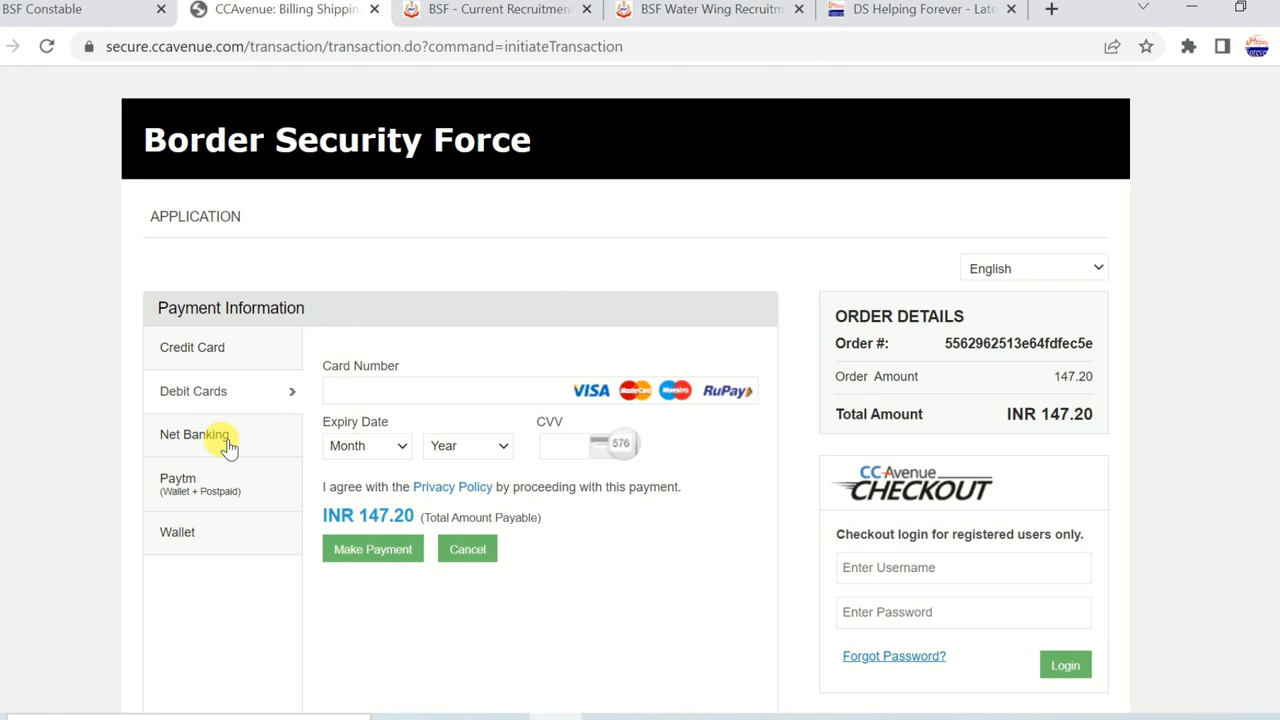 BSF Constable
CCAvenue: Billing Shippin
BSF - Current Recruitment
BSF Water Wing Recruitm
DS Helping Forever - Late
secure.ccavenue.com/transaction/transaction.do?command=initiateTransaction
Border Security Force
APPLICATION
English
Payment Information
Credit Card
Debit Cards
Net Banking
Paytm
(Wallet + Postpaid)
Wallet
Card Number
VISA MasterCard Maestro RuPay
Expiry Date
CVV
Month
Year
576
I agree with the Privacy Policy by proceeding with this payment.
INR 147.20 (Total Amount Payable)
Make Payment
Cancel
ORDER DETAILS
Order #: 5562962513e64fdfec5e
Order Amount 147.20
Total Amount INR 147.20
CC-Avenue
CHECKOUT
Checkout login for registered users only.
Enter Username
Enter Password
Forgot Password?
Login